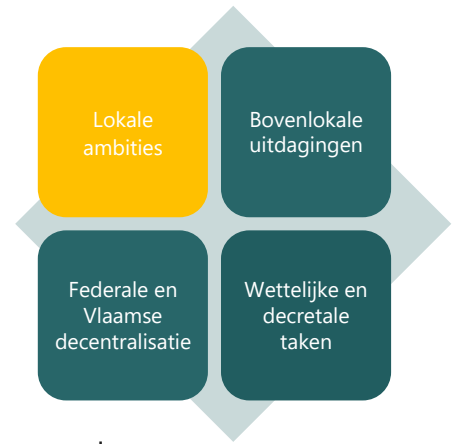 Lokale
ambities
Bovenlokale
uitdagingen
Federale en
Vlaamse
decentralisatie
Wettelijke en
decretale
taken